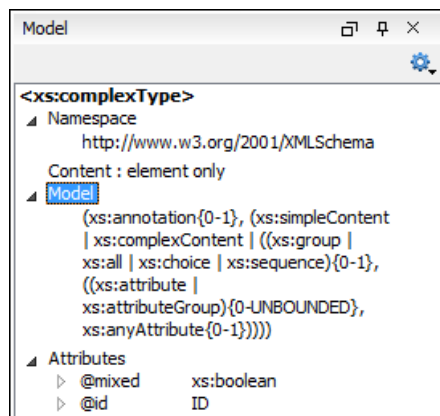 Model
<xs:complexType>
Namespace
http://www.w3.org/2001/XMLSchema
Content : element only
Model
(xs:annotation{0-1}, (xs:simpleContent
| xs:complexContent | ((xs:group |
xs:all | xs:choice | xs:sequence){0-1},
((xs:attribute |
xs:attributeGroup){0-UNBOUNDED},
xs:anyAttribute{0-1}))))
Attributes
@mixed xs:boolean
@id ID